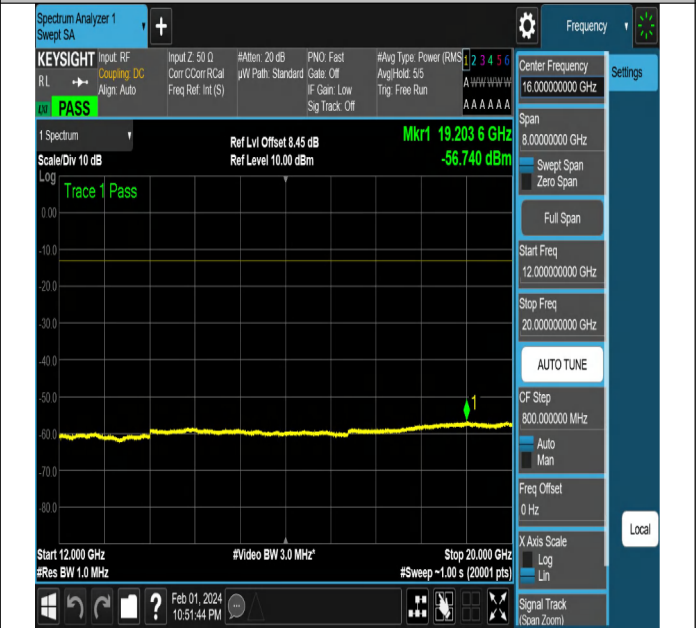 Spectrum Analyzer 1
Swept SA
Frequency
KEYSIGHT
RL
PASS
Input: RF
Coupling: DC
Align: Auto
Input Z: 50 Ω
Corr CCorr RCal
Freq Ref: Int (S)
#Atten: 20 dB
µW Path: Standard
PNO: Fast
Gate: Off
IF Gain: Low
Sig Track: Off
#Avg Type: Power (RMS
Avg|Hold: 5/5
Trig: Free Run
1 2 3 4 5 6
A W W W W W
A A A A A A
1 Spectrum
Scale/Div 10 dB
Ref Lvl Offset 8.45 dB
Ref Level 10.00 dBm
Mkr1 19.203 6 GHz
-56.740 dBm
Log
Trace 1 Pass
0.00
-10.0
-20.0
-30.0
-40.0
-50.0
-60.0
-70.0
-80.0
1
Start 12.000 GHz
#Res BW 1.0 MHz
#Video BW 3.0 MHz*
Stop 20.000 GHz
#Sweep ~1.00 s (20001 pts)
Feb 01, 2024
10:51:44 PM
Center Frequency
16.000000000 GHz
Settings
Span
8.00000000 GHz
Swept Span
Zero Span
Full Span
Start Freq
12.000000000 GHz
Stop Freq
20.000000000 GHz
AUTO TUNE
CF Step
800.000000 MHz
Auto
Man
Freq Offset
0 Hz
Local
X Axis Scale
Log
Lin
Signal Track
(Span Zoom)